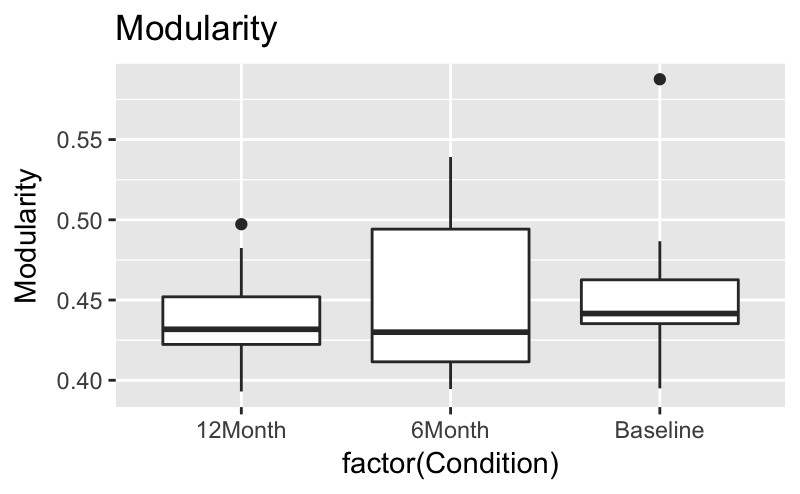 Modularity
Modularity
0.55
0.50
0.45
0.40
12Month 6Month Baseline
factor(Condition)